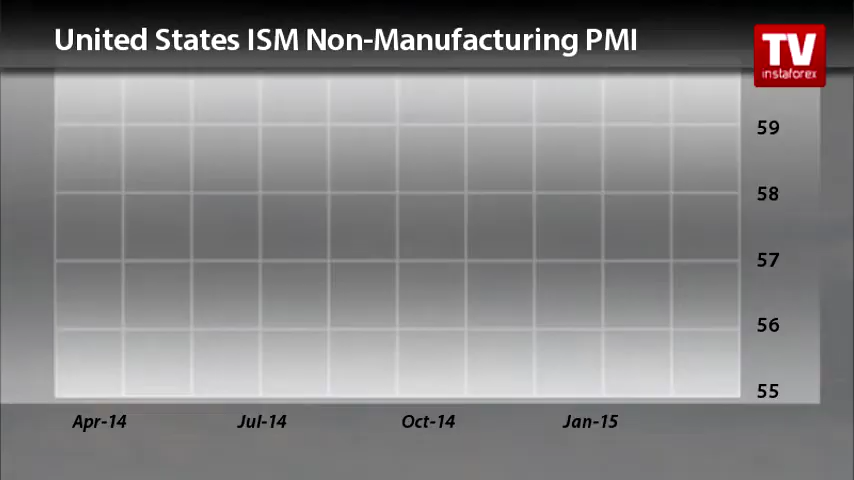 United States ISM Non-Manufacturing PMI
TV
instaforex
59
58
57
56
55
Apr-14 Jul-14 Oct-14 Jan-15